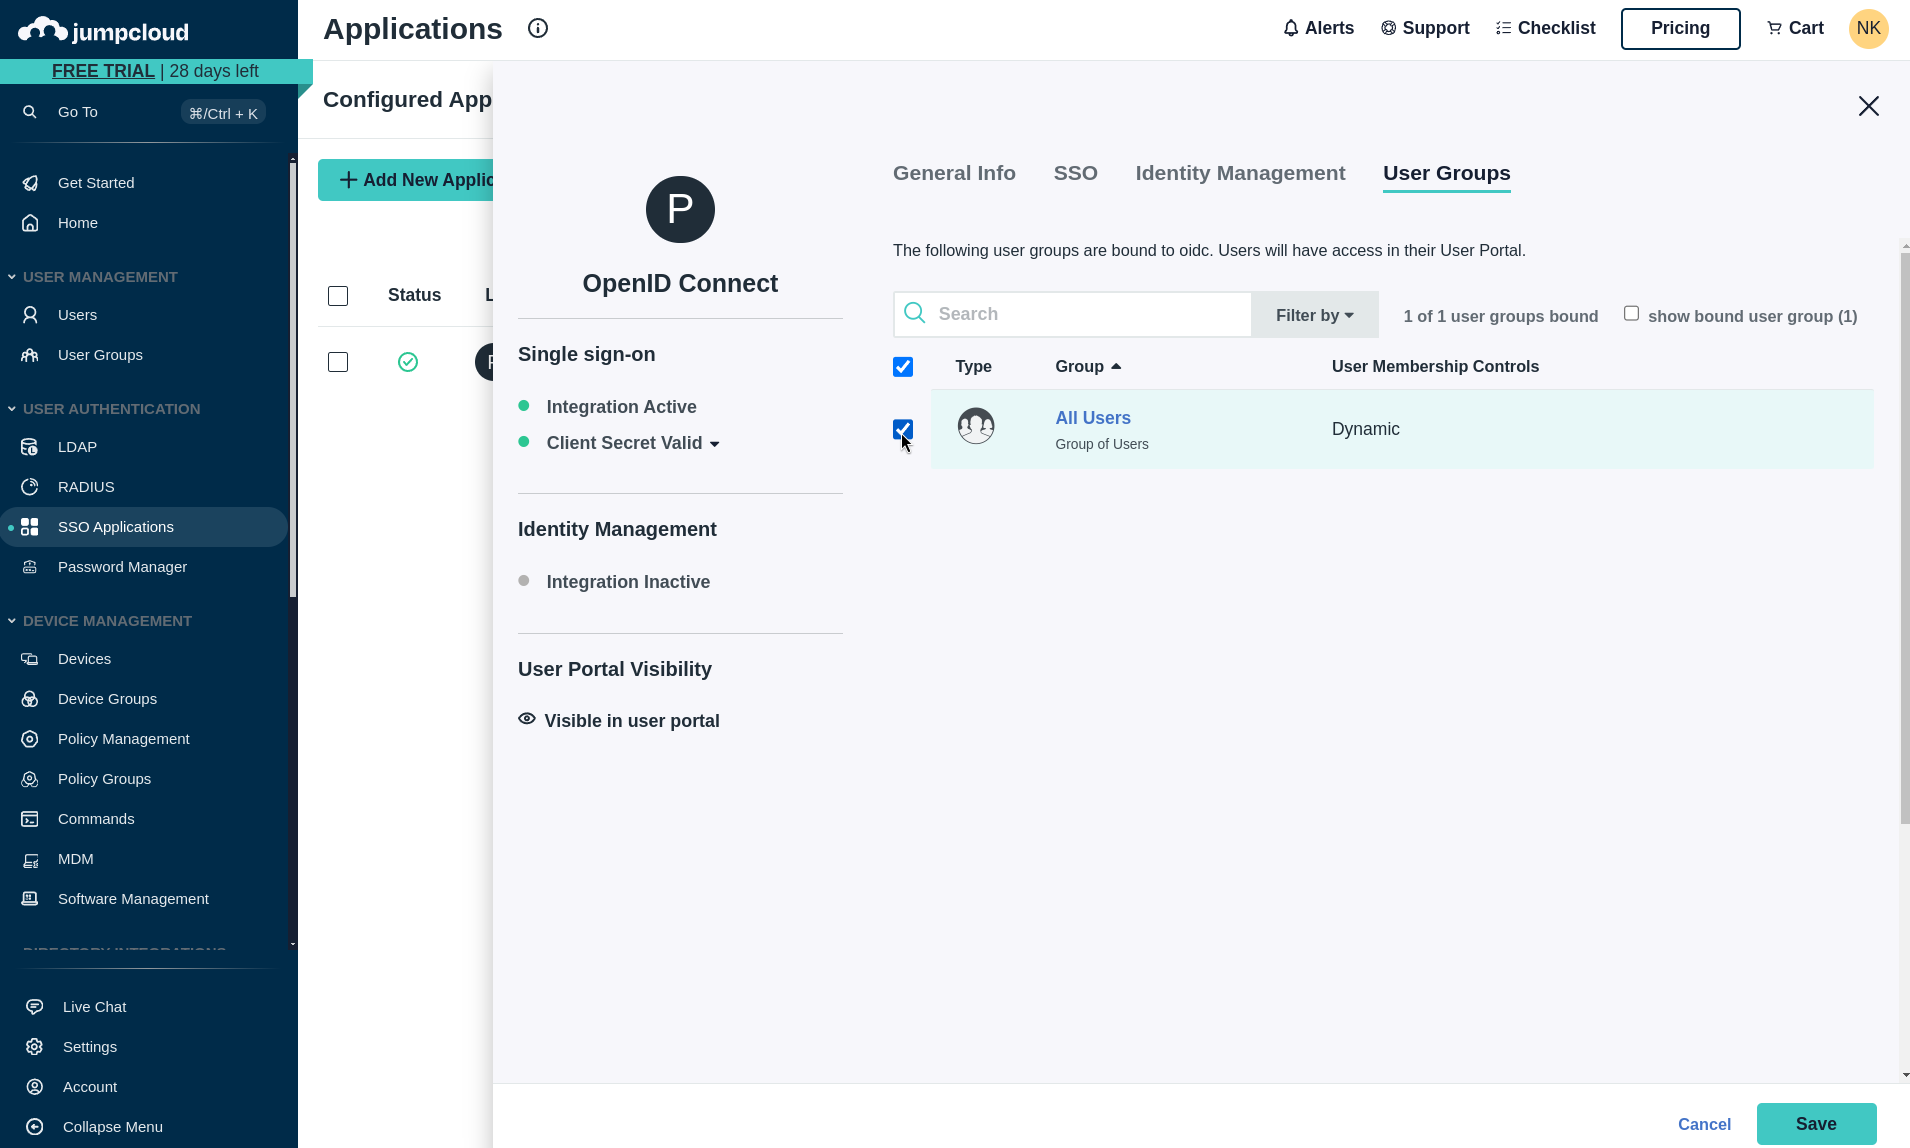 jumpcloud
Applications
Alerts
Support
Checklist
Pricing
Cart
NK
FREE TRIAL | 28 days left
Go To
⌘/Ctrl + K
Get Started
Home
USER MANAGEMENT
Users
User Groups
USER AUTHENTICATION
LDAP
RADIUS
SSO Applications
Password Manager
DEVICE MANAGEMENT
Devices
Device Groups
Policy Management
Policy Groups
Commands
MDM
Software Management
DIRECTORY INTEGRATIONS
Live Chat
Settings
Account
Collapse Menu
Configured App
Add New Applic
Status
L
P
OpenID Connect
Single sign-on
Integration Active
Client Secret Valid
Identity Management
Integration Inactive
User Portal Visibility
Visible in user portal
General Info
SSO
Identity Management
User Groups
The following user groups are bound to oidc. Users will have access in their User Portal.
Search
Filter by
1 of 1 user groups bound
show bound user group (1)
Type
Group
User Membership Controls
All Users
Group of Users
Dynamic
Cancel
Save